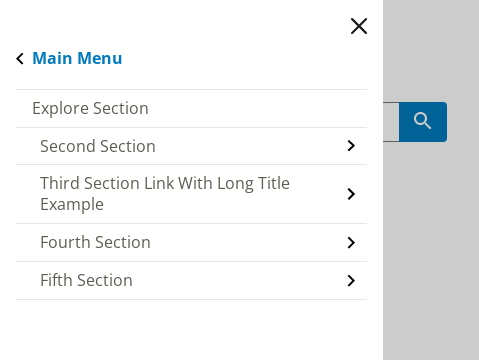 Main Menu
Explore Section
Second Section
Third Section Link With Long Title
Example
Fourth Section
Fifth Section